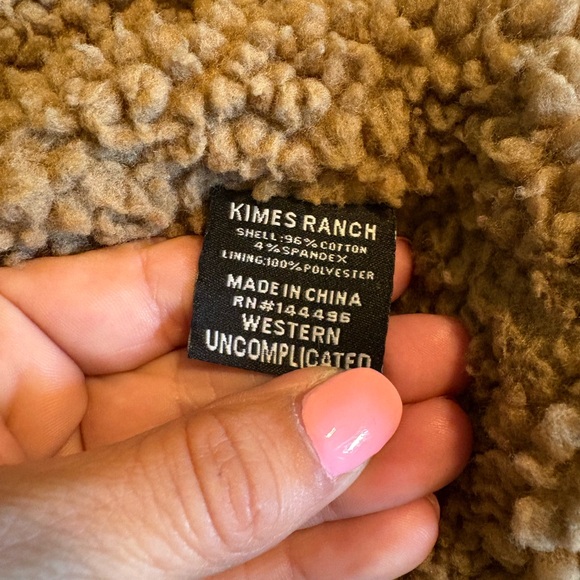 KIMES RANCH
SHELL:96% COTTON
4% SPANDEX
LINING:100% POLYESTER
MADE IN CHINA
RN#144496
WESTERN
UNCOMPLICATED